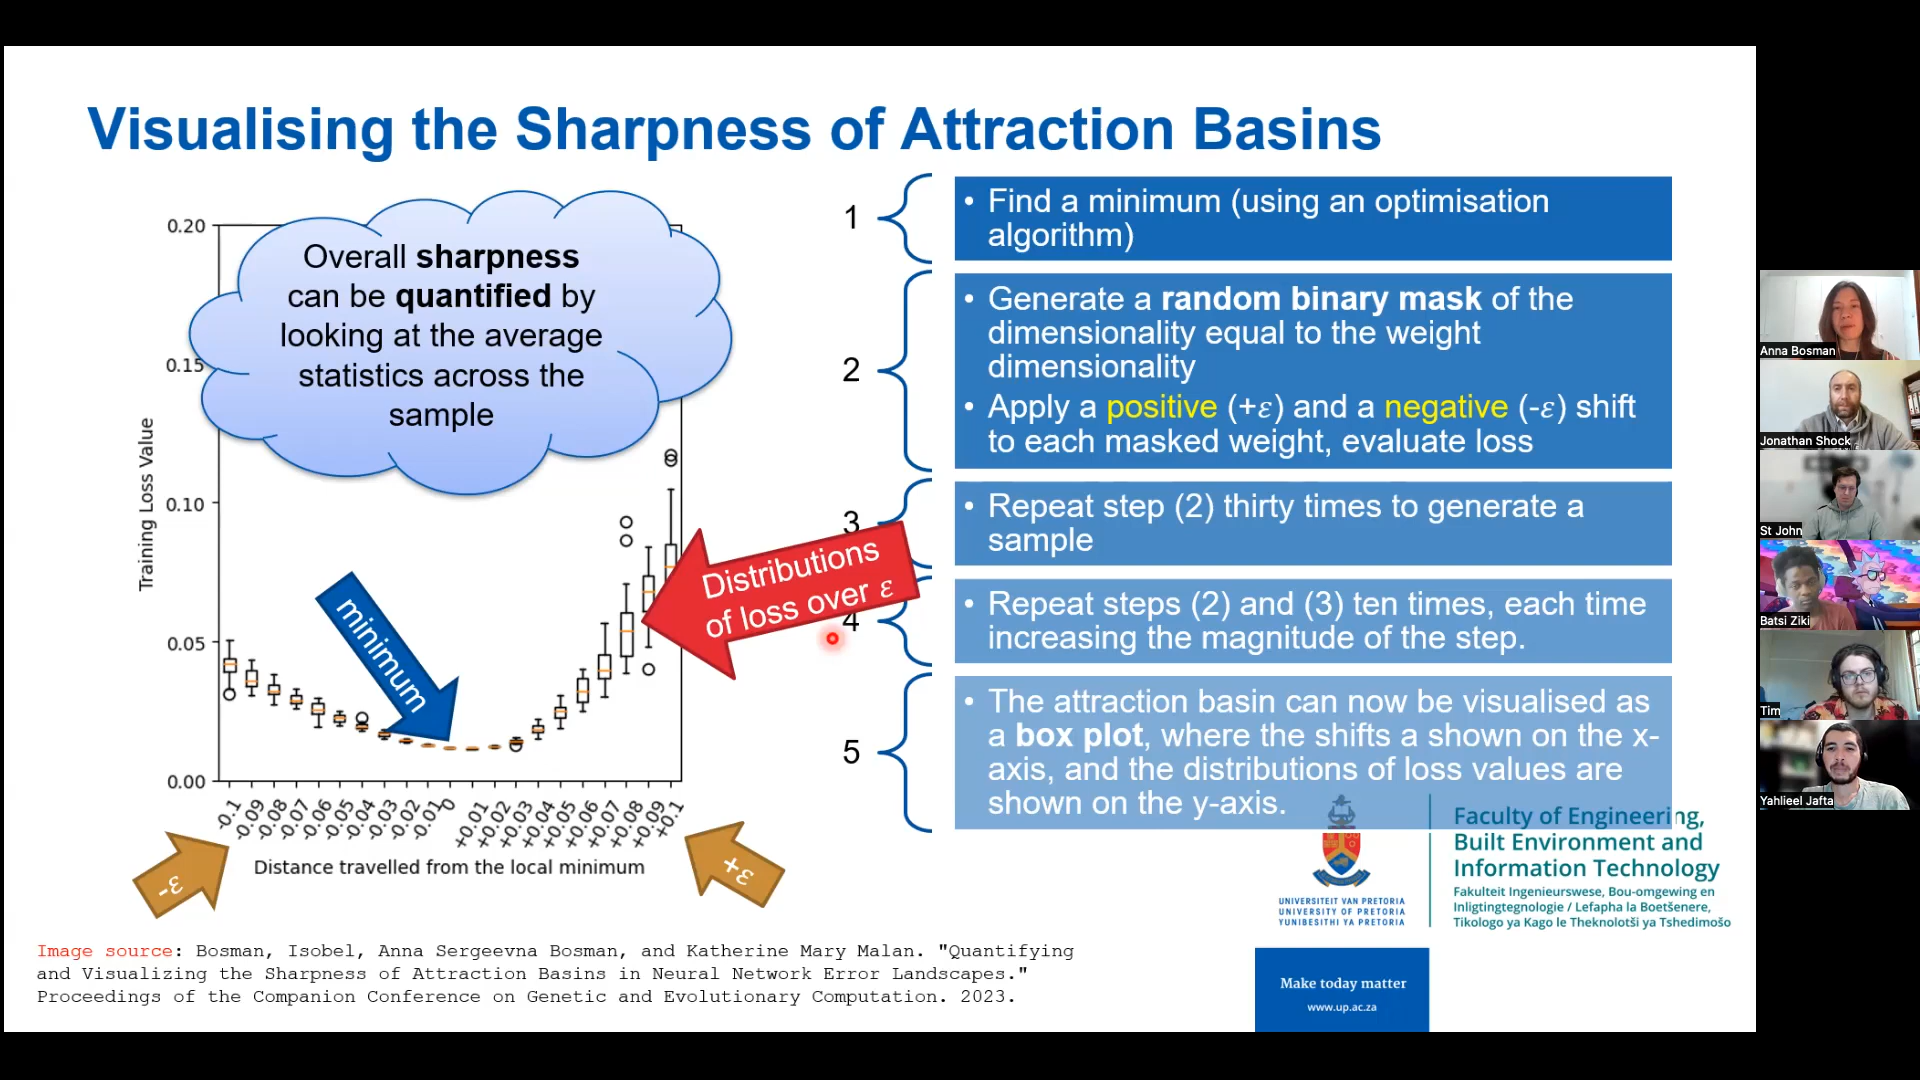 Visualising the Sharpness of Attraction Basins
Overall sharpness
can be quantified by
looking at the average
statistics across the
sample
0.20
0.15
0.10
0.05
0.00
Training Loss Value
minimum
Distributions
of loss over ε
-0.1
-0.09
-0.08
-0.07
-0.06
-0.05
-0.04
-0.03
-0.02
-0.01
0
+0.01
+0.02
+0.03
+0.04
+0.05
+0.06
+0.07
+0.08
+0.09
+0.1
Distance travelled from the local minimum
-ε
+ε
1
• Find a minimum (using an optimisation
algorithm)
2
• Generate a random binary mask of the
dimensionality equal to the weight
dimensionality
• Apply a positive (+ε) and a negative (-ε) shift
to each masked weight, evaluate loss
3
• Repeat step (2) thirty times to generate a
sample
4
• Repeat steps (2) and (3) ten times, each time
increasing the magnitude of the step.
5
• The attraction basin can now be visualised as
a box plot, where the shifts a shown on the x-
axis, and the distributions of loss values are
shown on the y-axis.
Image source: Bosman, Isobel, Anna Sergeevna Bosman, and Katherine Mary Malan. "Quantifying
and Visualizing the Sharpness of Attraction Basins in Neural Network Error Landscapes."
Proceedings of the Companion Conference on Genetic and Evolutionary Computation. 2023.
UNIVERSITEIT VAN PRETORIA
UNIVERSITY OF PRETORIA
YUNIBESITHI YA PRETORIA
Faculty of Engineering,
Built Environment and
Information Technology
Fakulteit Ingenieurswese, Bou-omgewing en
Inligtingtegnologie / Lefapha la Boetšenere,
Tikologo ya Kago le Theknolotši ya Tshedimošo
Make today matter
www.up.ac.za
Anna Bosman
Jonathan Shock
St John
Batsi Ziki
Tim
Yahlieel Jafta